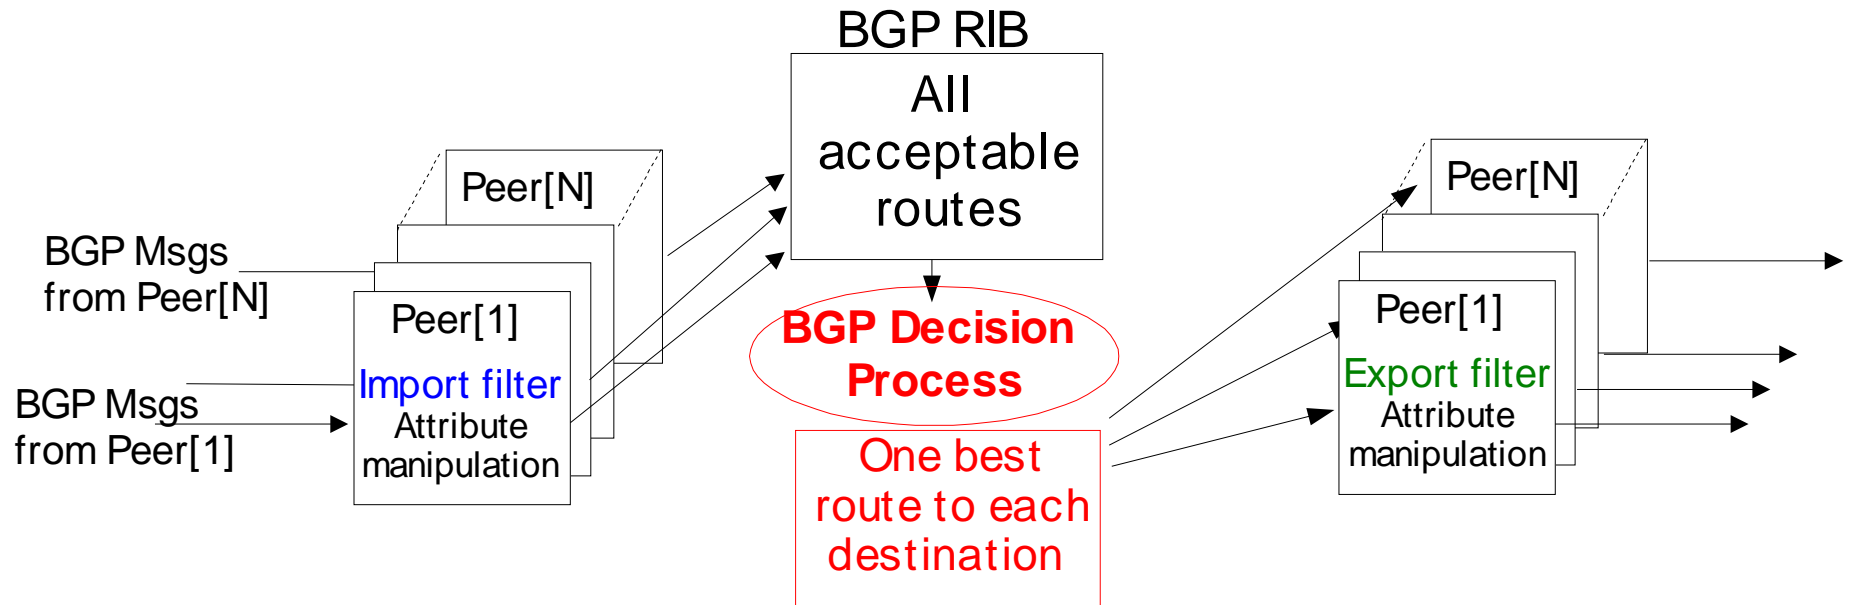 BGP RIB
All
acceptable
routes
Peer[N]
BGP Msgs
from Peer[N]
Peer[1]
Import filter
Attribute
manipulation
BGP Msgs
from Peer[1]
BGP Decision
Process
One best
route to each
destination
Peer[N]
Peer[1]
Export filter
Attribute
manipulation